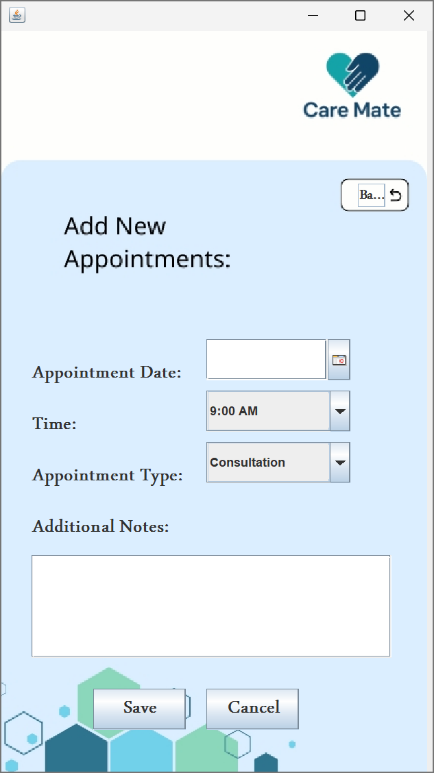 Care Mate
Ba...
Add New
Appointments:
Appointment Date:
Time:
9:00 AM
Appointment Type:
Consultation
Additional Notes:
Save
Cancel